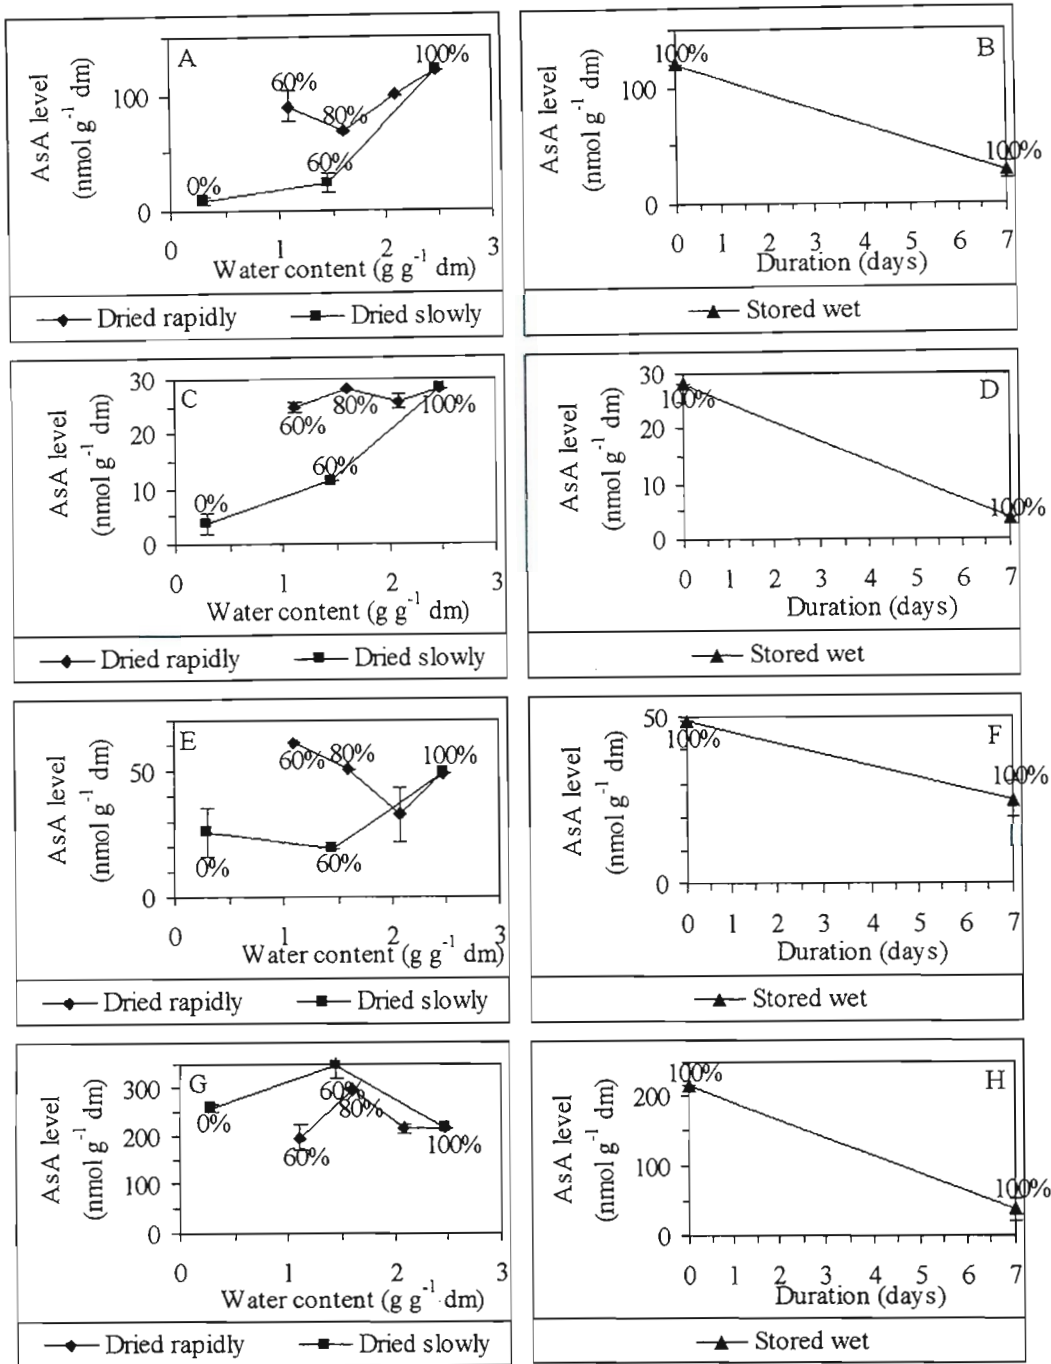 A
AsA level
(nmol g⁻¹ dm)
100
0
60%
80%
100%
60%
0%
0 1 2 3
Water content (g g⁻¹ dm)
Dried rapidly Dried slowly
B
AsA level
(nmol g⁻¹ dm)
100
0
100%
100%
0 1 2 3 4 5 6 7
Duration (days)
Stored wet
C
AsA level
(nmol g⁻¹ dm)
30
20
10
0
60%
80%
100%
60%
0%
0 1 2 3
Water content (g g⁻¹ dm)
Dried rapidly Dried slowly
D
AsA level
(nmol g⁻¹ dm)
30
20
10
0
100%
100%
0 1 2 3 4 5 6 7
Duration (days)
Stored wet
E
AsA level
(nmol g⁻¹ dm)
50
0
60%
80%
100%
0%
60%
0 1 2 3
Water content (g g⁻¹ dm)
Dried rapidly Dried slowly
F
AsA level
(nmol g⁻¹ dm)
50
0
100%
100%
0 1 2 3 4 5 6 7
Duration (days)
Stored wet
G
AsA level
(nmol g⁻¹ dm)
300
200
100
0
0%
60%
80%
60%
100%
0 1 2 3
Water content (g g⁻¹ dm)
Dried rapidly Dried slowly
H
AsA level
(nmol g⁻¹ dm)
200
100
0
100%
100%
0 1 2 3 4 5 6 7
Duration (days)
Stored wet